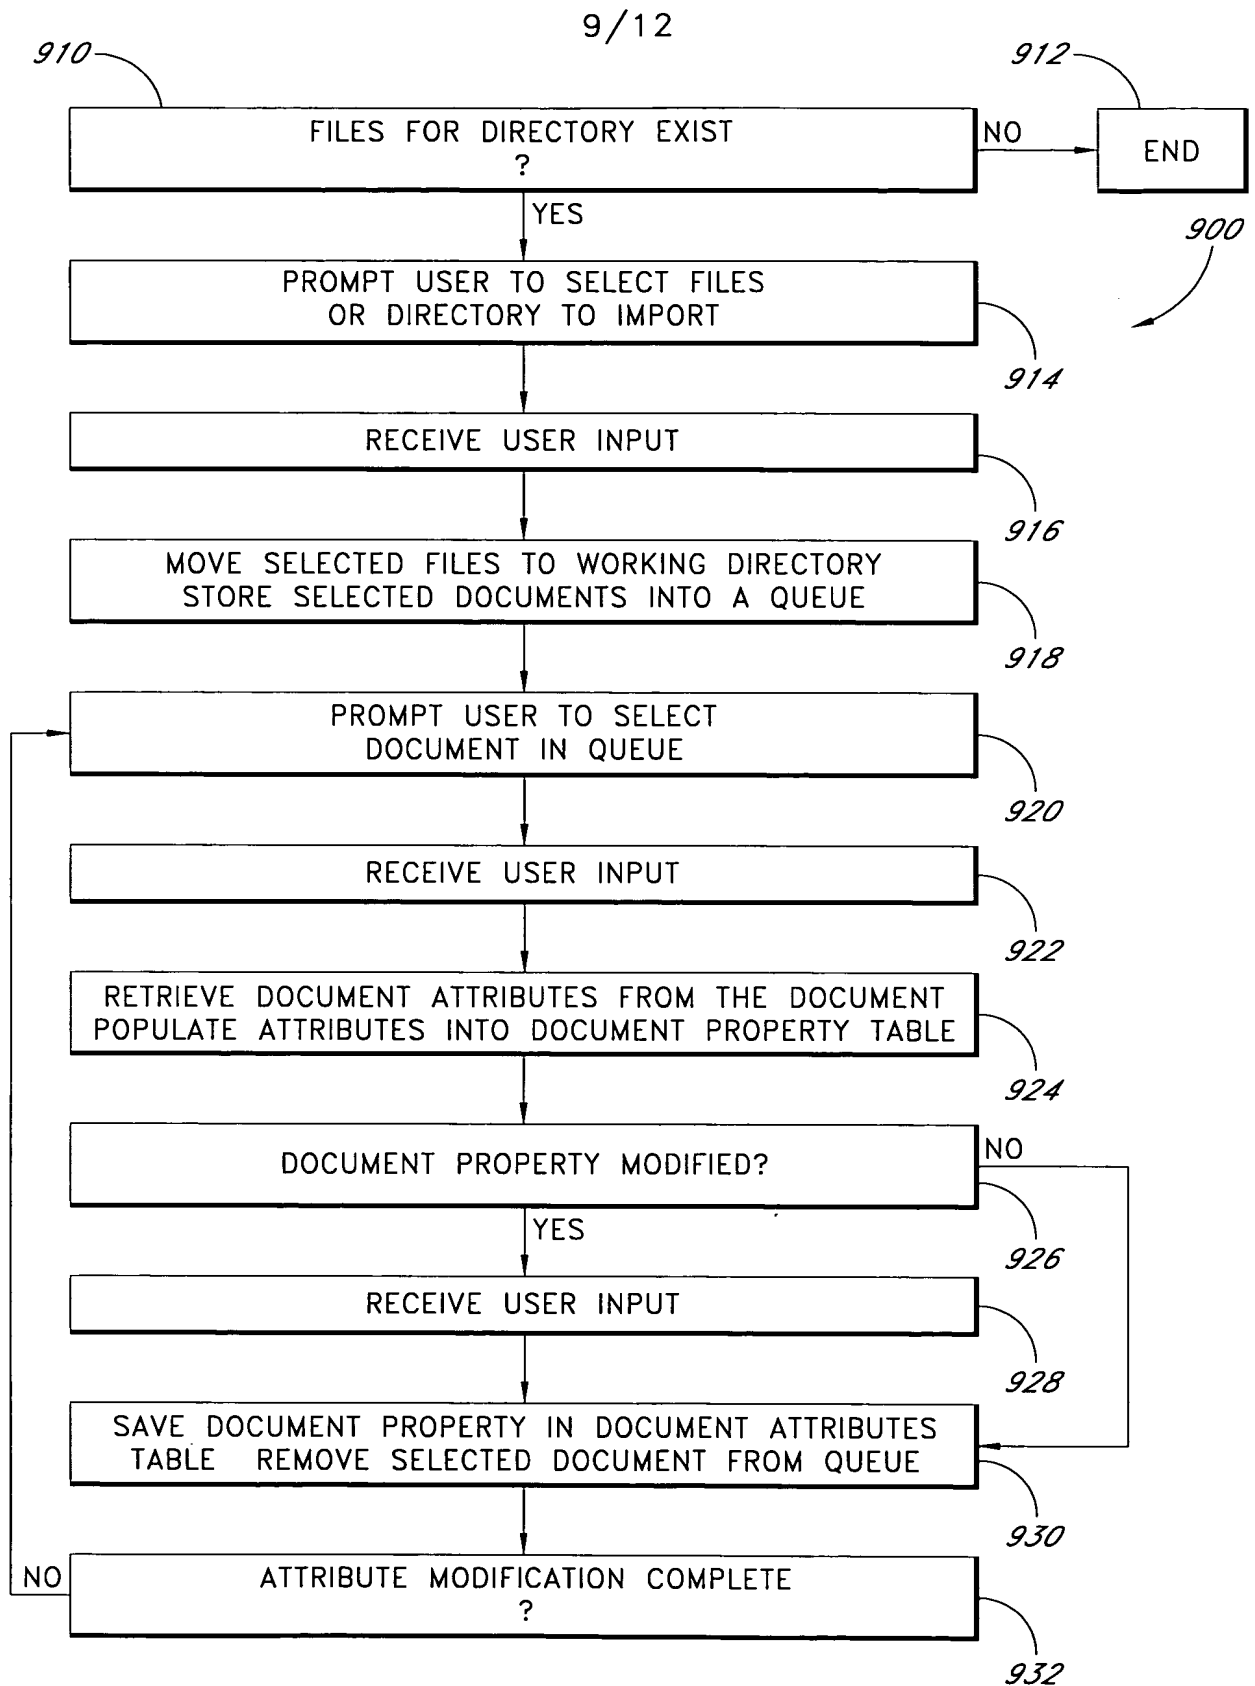 9/12
910
912
FILES FOR DIRECTORY EXIST
?
NO
END
YES
900
PROMPT USER TO SELECT FILES
OR DIRECTORY TO IMPORT
914
RECEIVE USER INPUT
916
MOVE SELECTED FILES TO WORKING DIRECTORY
STORE SELECTED DOCUMENTS INTO A QUEUE
918
PROMPT USER TO SELECT
DOCUMENT IN QUEUE
920
RECEIVE USER INPUT
922
RETRIEVE DOCUMENT ATTRIBUTES FROM THE DOCUMENT
POPULATE ATTRIBUTES INTO DOCUMENT PROPERTY TABLE
924
DOCUMENT PROPERTY MODIFIED?
NO
YES
926
RECEIVE USER INPUT
928
SAVE DOCUMENT PROPERTY IN DOCUMENT ATTRIBUTES
TABLE REMOVE SELECTED DOCUMENT FROM QUEUE
930
NO
ATTRIBUTE MODIFICATION COMPLETE
?
932